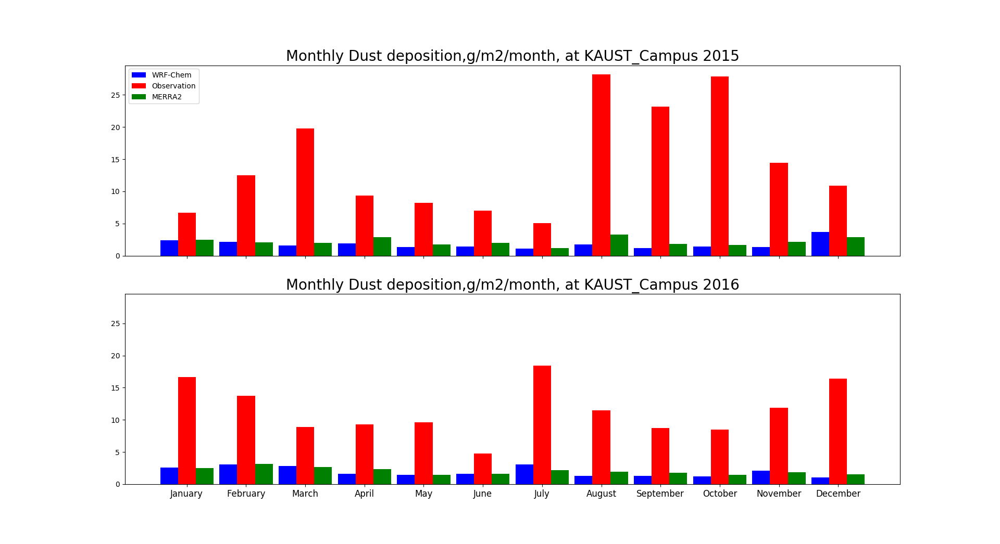 Monthly Dust deposition,g/m2/month, at KAUST_Campus 2015
WRF-Chem
Observation
MERRA2
25
20
15
10
5
0
Monthly Dust deposition,g/m2/month, at KAUST_Campus 2016
25
20
15
10
5
0
January February March April May June July August September October November December